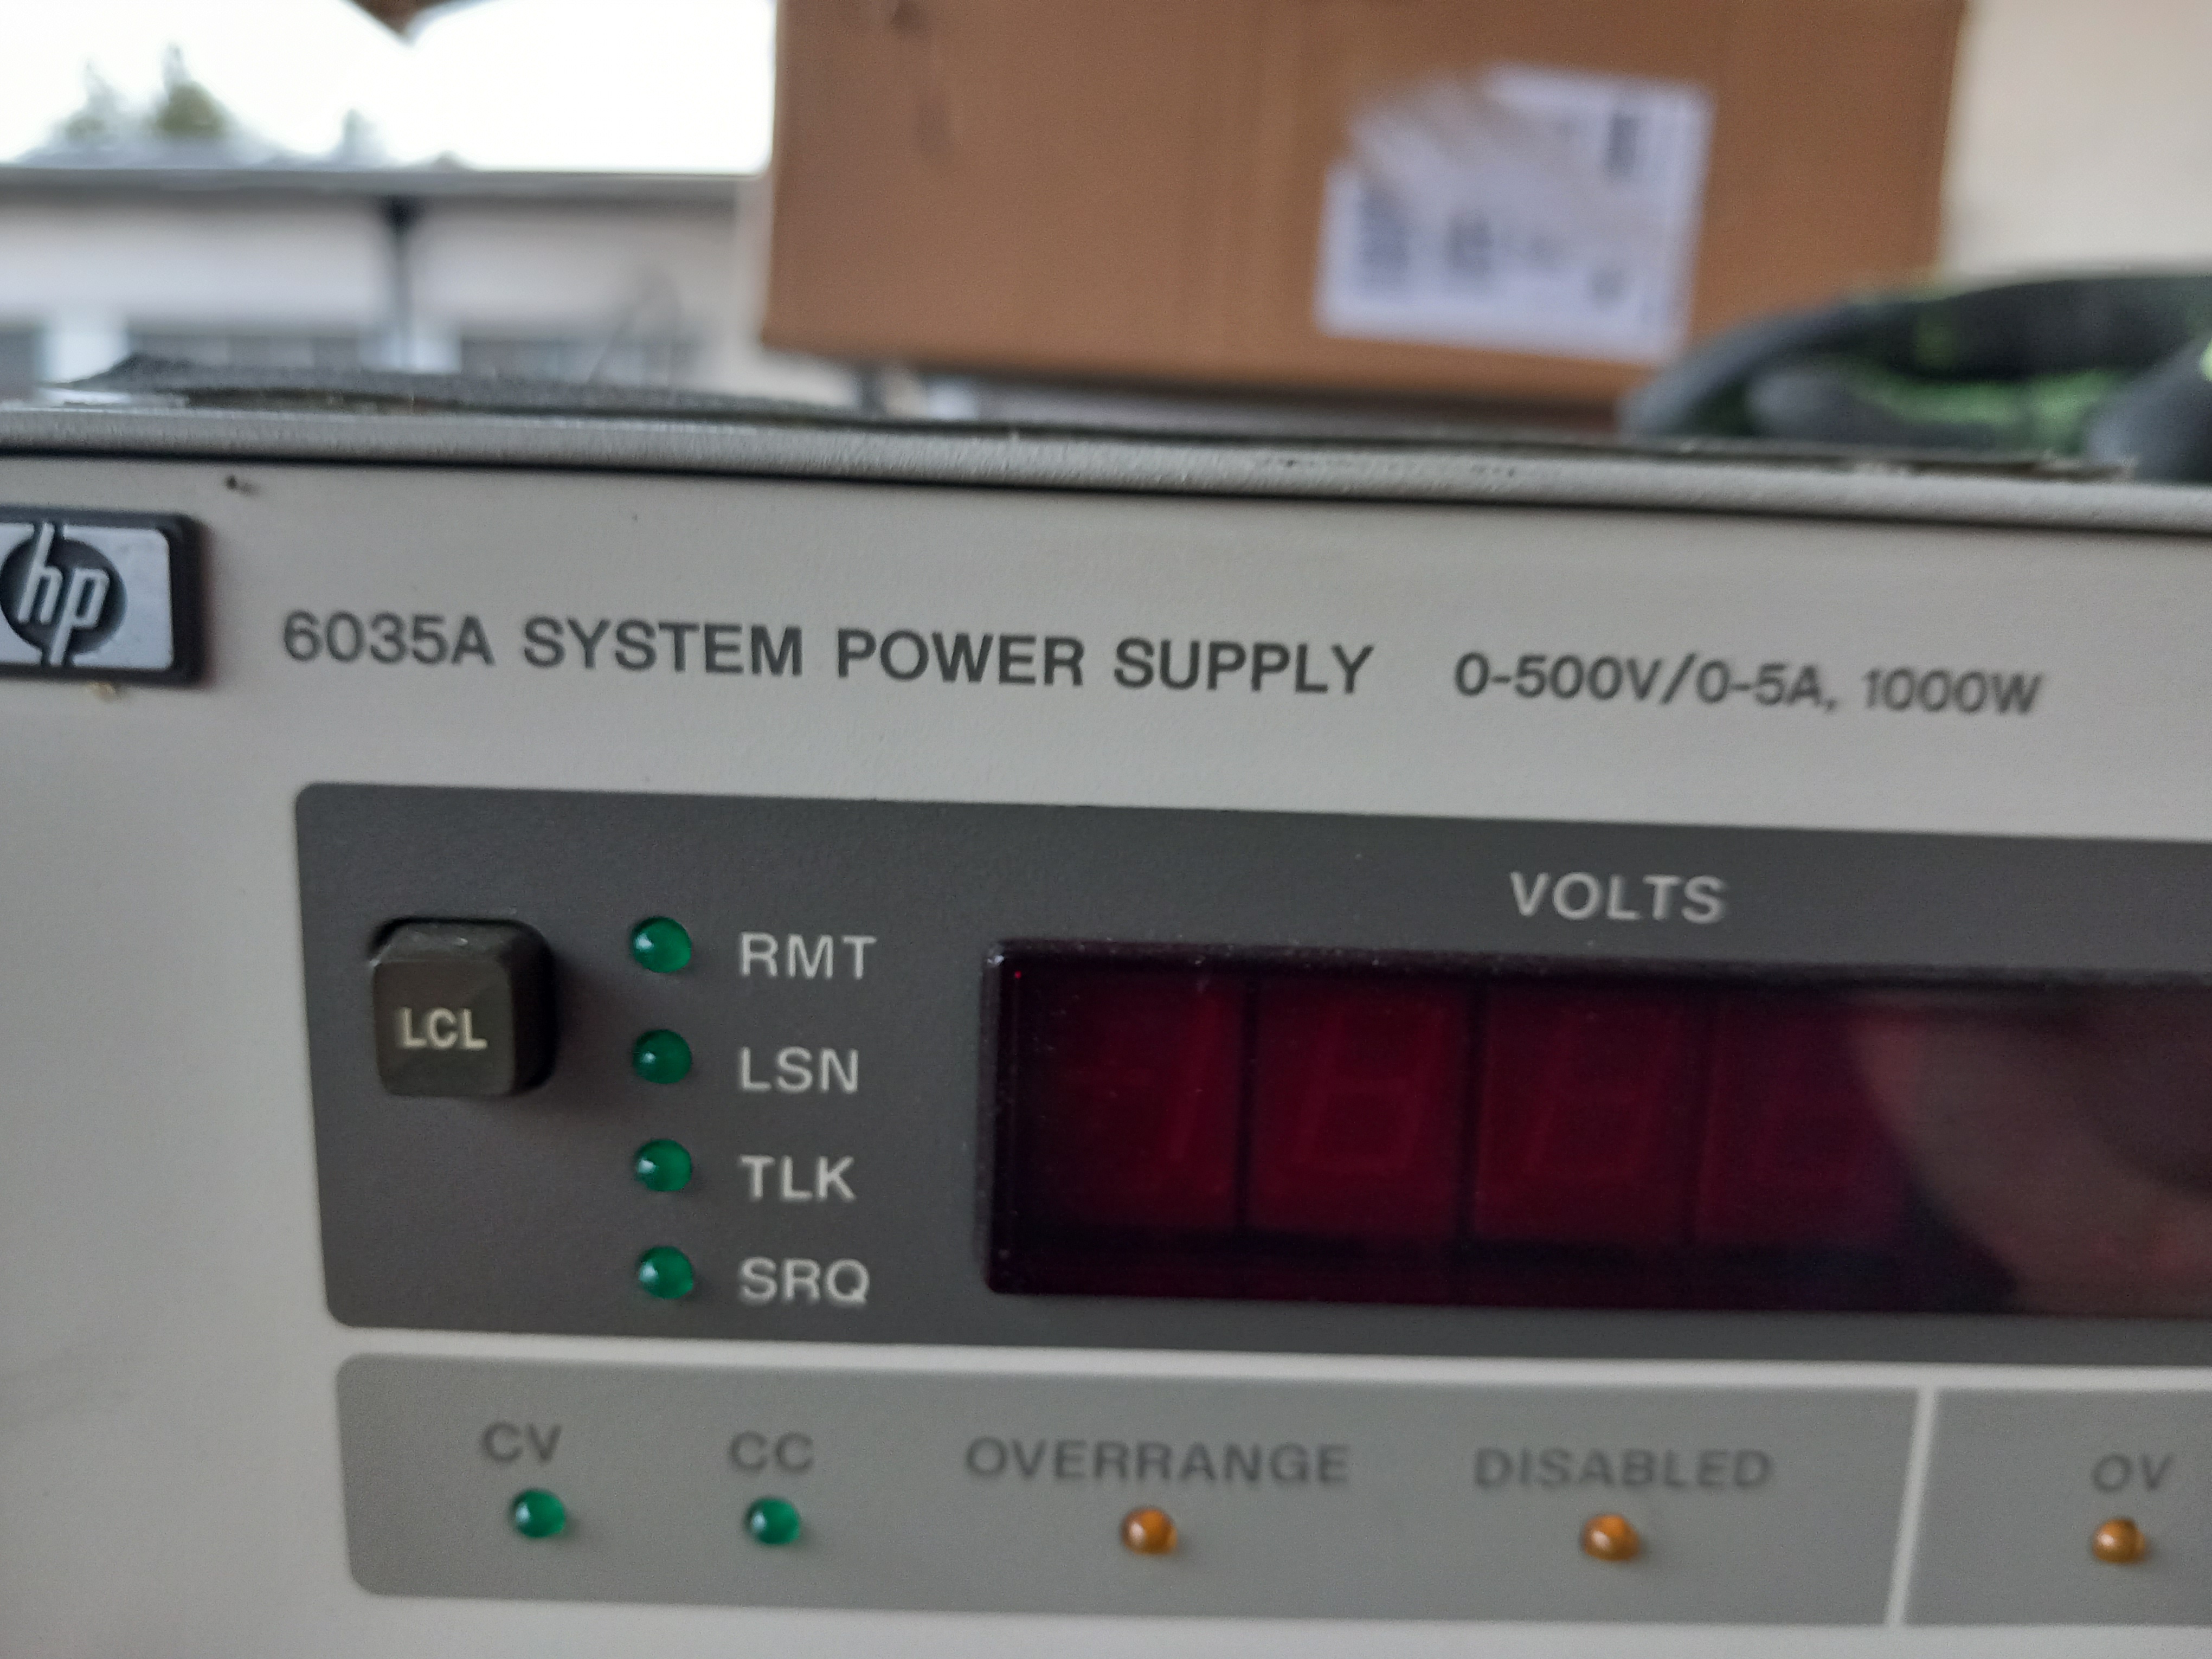 hp
6035A SYSTEM POWER SUPPLY 0-500V/0-5A, 1000W
VOLTS
LCL
RMT
LSN
TLK
SRQ
CV CC OVERRANGE DISABLED OV